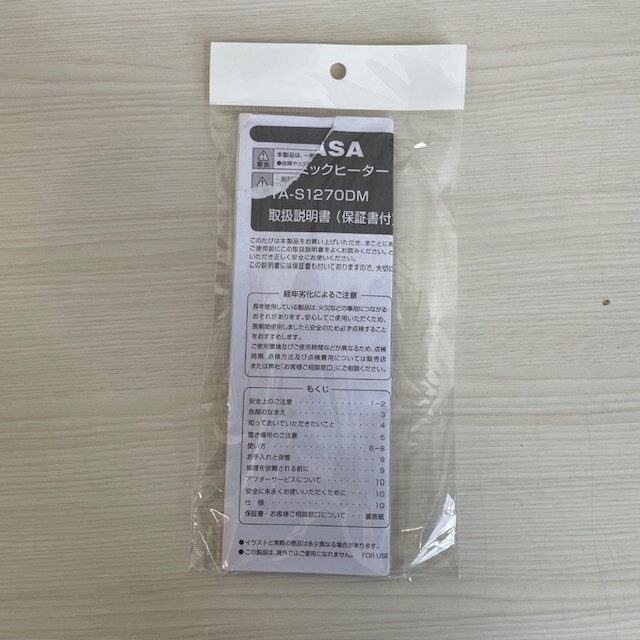 ASA
警告
本製品は、一般
●故障や火災
ミックヒーター
YA-S1270DM
取扱説明書(保証書付
このたびは本製品をお買い上げいただき、まことにあ
ご使用前にこの取扱説明書をよくお読みください。
いただき正しく安全にお使いください。
この説明書には保証書も付いておりますので、大切に
経年劣化によるご注意
長年使用している製品は、火災などの事故につながる
おそれがあります。安心してご使用いただくため、
長期間使用しましたら安全のため必ず点検すること
をおすすめします。
ご使用環境及びご使用時間などが異なるため、点検
時期、点検方法及び点検費用については販売店
または弊社「お客様ご相談窓口」にご相談ください。
もくじ
安全上のご注意 1−2
各部のなまえ 3
知っておいていただきたいこと 4
置き場所のご注意 5
使い方 6−8
お手入れと保管 9
修理を依頼される前に 9
アフターサービスについて 10
安全に末永くお使いいただくために 10
仕 様 10
保証書・お客様ご相談窓口について 裏表紙
●イラストと実際の商品は多少異なる場合があります。
●この製品は、海外ではご使用になれません。 FOR USE